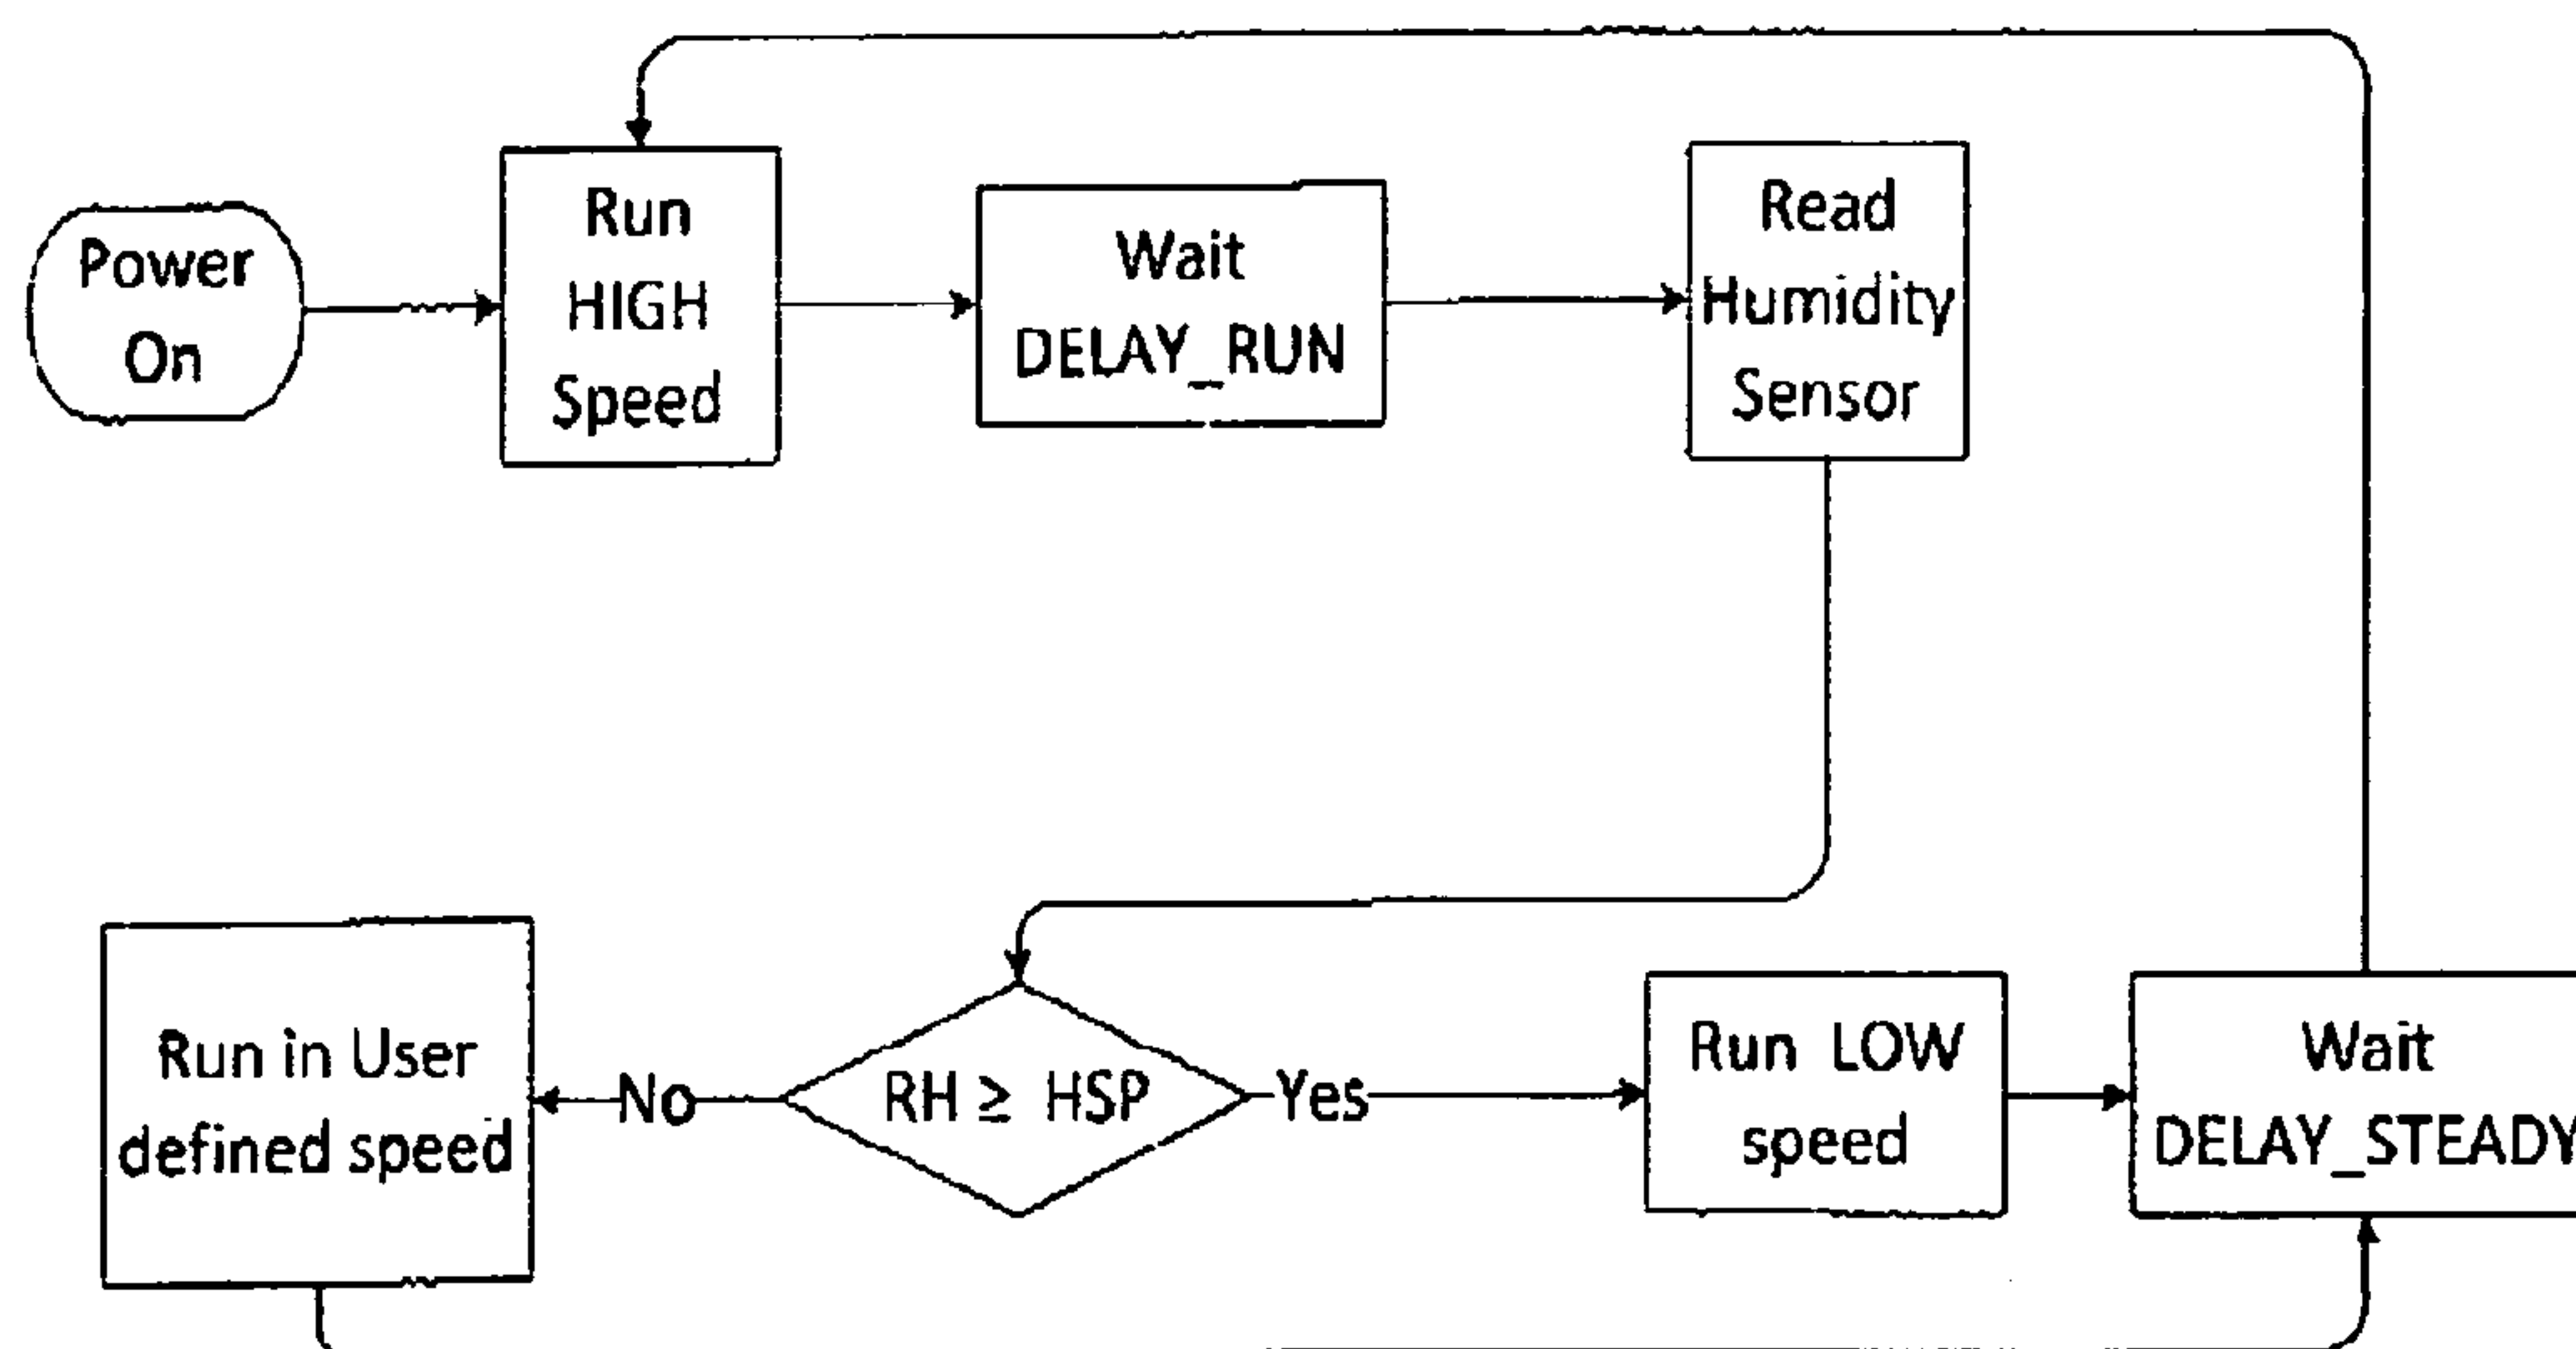 Power
On
Run
HIGH
Speed
Wait
DELAY_RUN
Read
Humidity
Sensor
Run in User
defined speed
No
RH ≥ HSP
Yes
Run LOW
speed
Wait
DELAY_STEADY